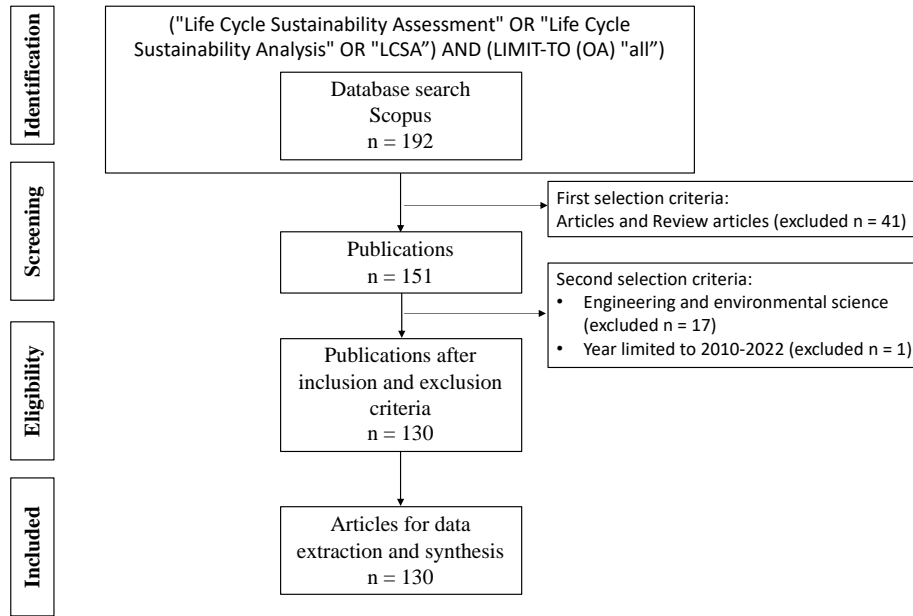 Identification
("Life Cycle Sustainability Assessment" OR "Life Cycle
Sustainability Analysis" OR "LCSA”) AND (LIMIT-TO (OA) "all”)
Database search
Scopus
n = 192
Screening
First selection criteria:
Articles and Review articles (excluded n = 41)
Publications
n = 151
Second selection criteria:
• Engineering and environmental science
(excluded n = 17)
• Year limited to 2010-2022 (excluded n = 1)
Eligibility
Publications after
inclusion and exclusion
criteria
n = 130
Included
Articles for data
extraction and synthesis
n = 130